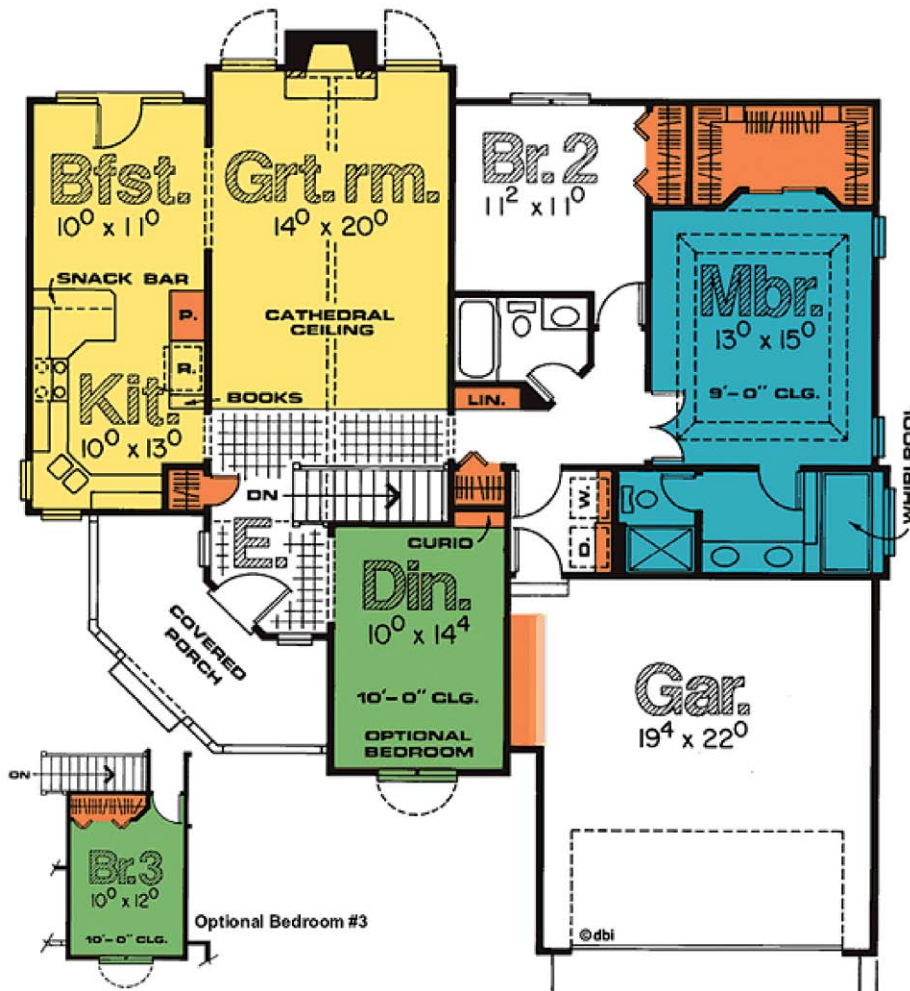 Bfst.
10⁰ x 11⁰
Grt. rm.
14⁰ x 20⁰
CATHEDRAL
CEILING
Br. 2
11² x 11⁰
Mbr.
13⁰ x 15⁰
9'-0" CLG.
SNACK BAR
P.
R.
BOOKS
Kit.
10⁰ x 13⁰
LIN.
WHIRLPOOL
DN
E.
CURIO
W.
D.
Din.
10⁰ x 14⁴
10'-0" CLG.
OPTIONAL
BEDROOM
COVERED
PORCH
Gar.
19⁴ x 22⁰
©dbi
DN
Br. 3
10⁰ x 12⁰
10'-0" CLG.
Optional Bedroom #3